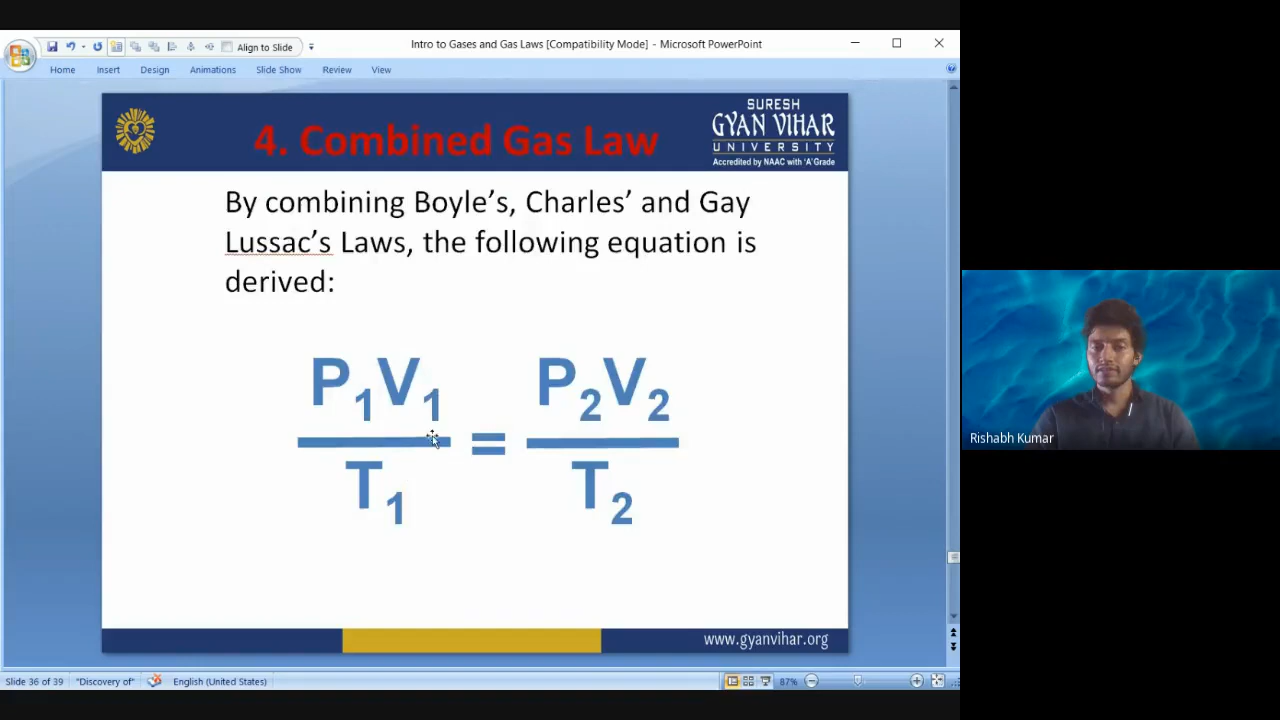 Align to Slide
Intro to Gases and Gas Laws [Compatibility Mode] - Microsoft PowerPoint
Home Insert Design Animations Slide Show Review View
4. Combined Gas Law
SURESH
GYAN VIHAR
UNIVERSITY
Accredited by NAAC with 'A' Grade
By combining Boyle’s, Charles’ and Gay
Lussac’s Laws, the following equation is
derived:
P₁V₁ = P₂V₂
T₁ T₂
www.gyanvihar.org
Rishabh Kumar
Slide 36 of 39 "Discovery of" English (United States) 87%